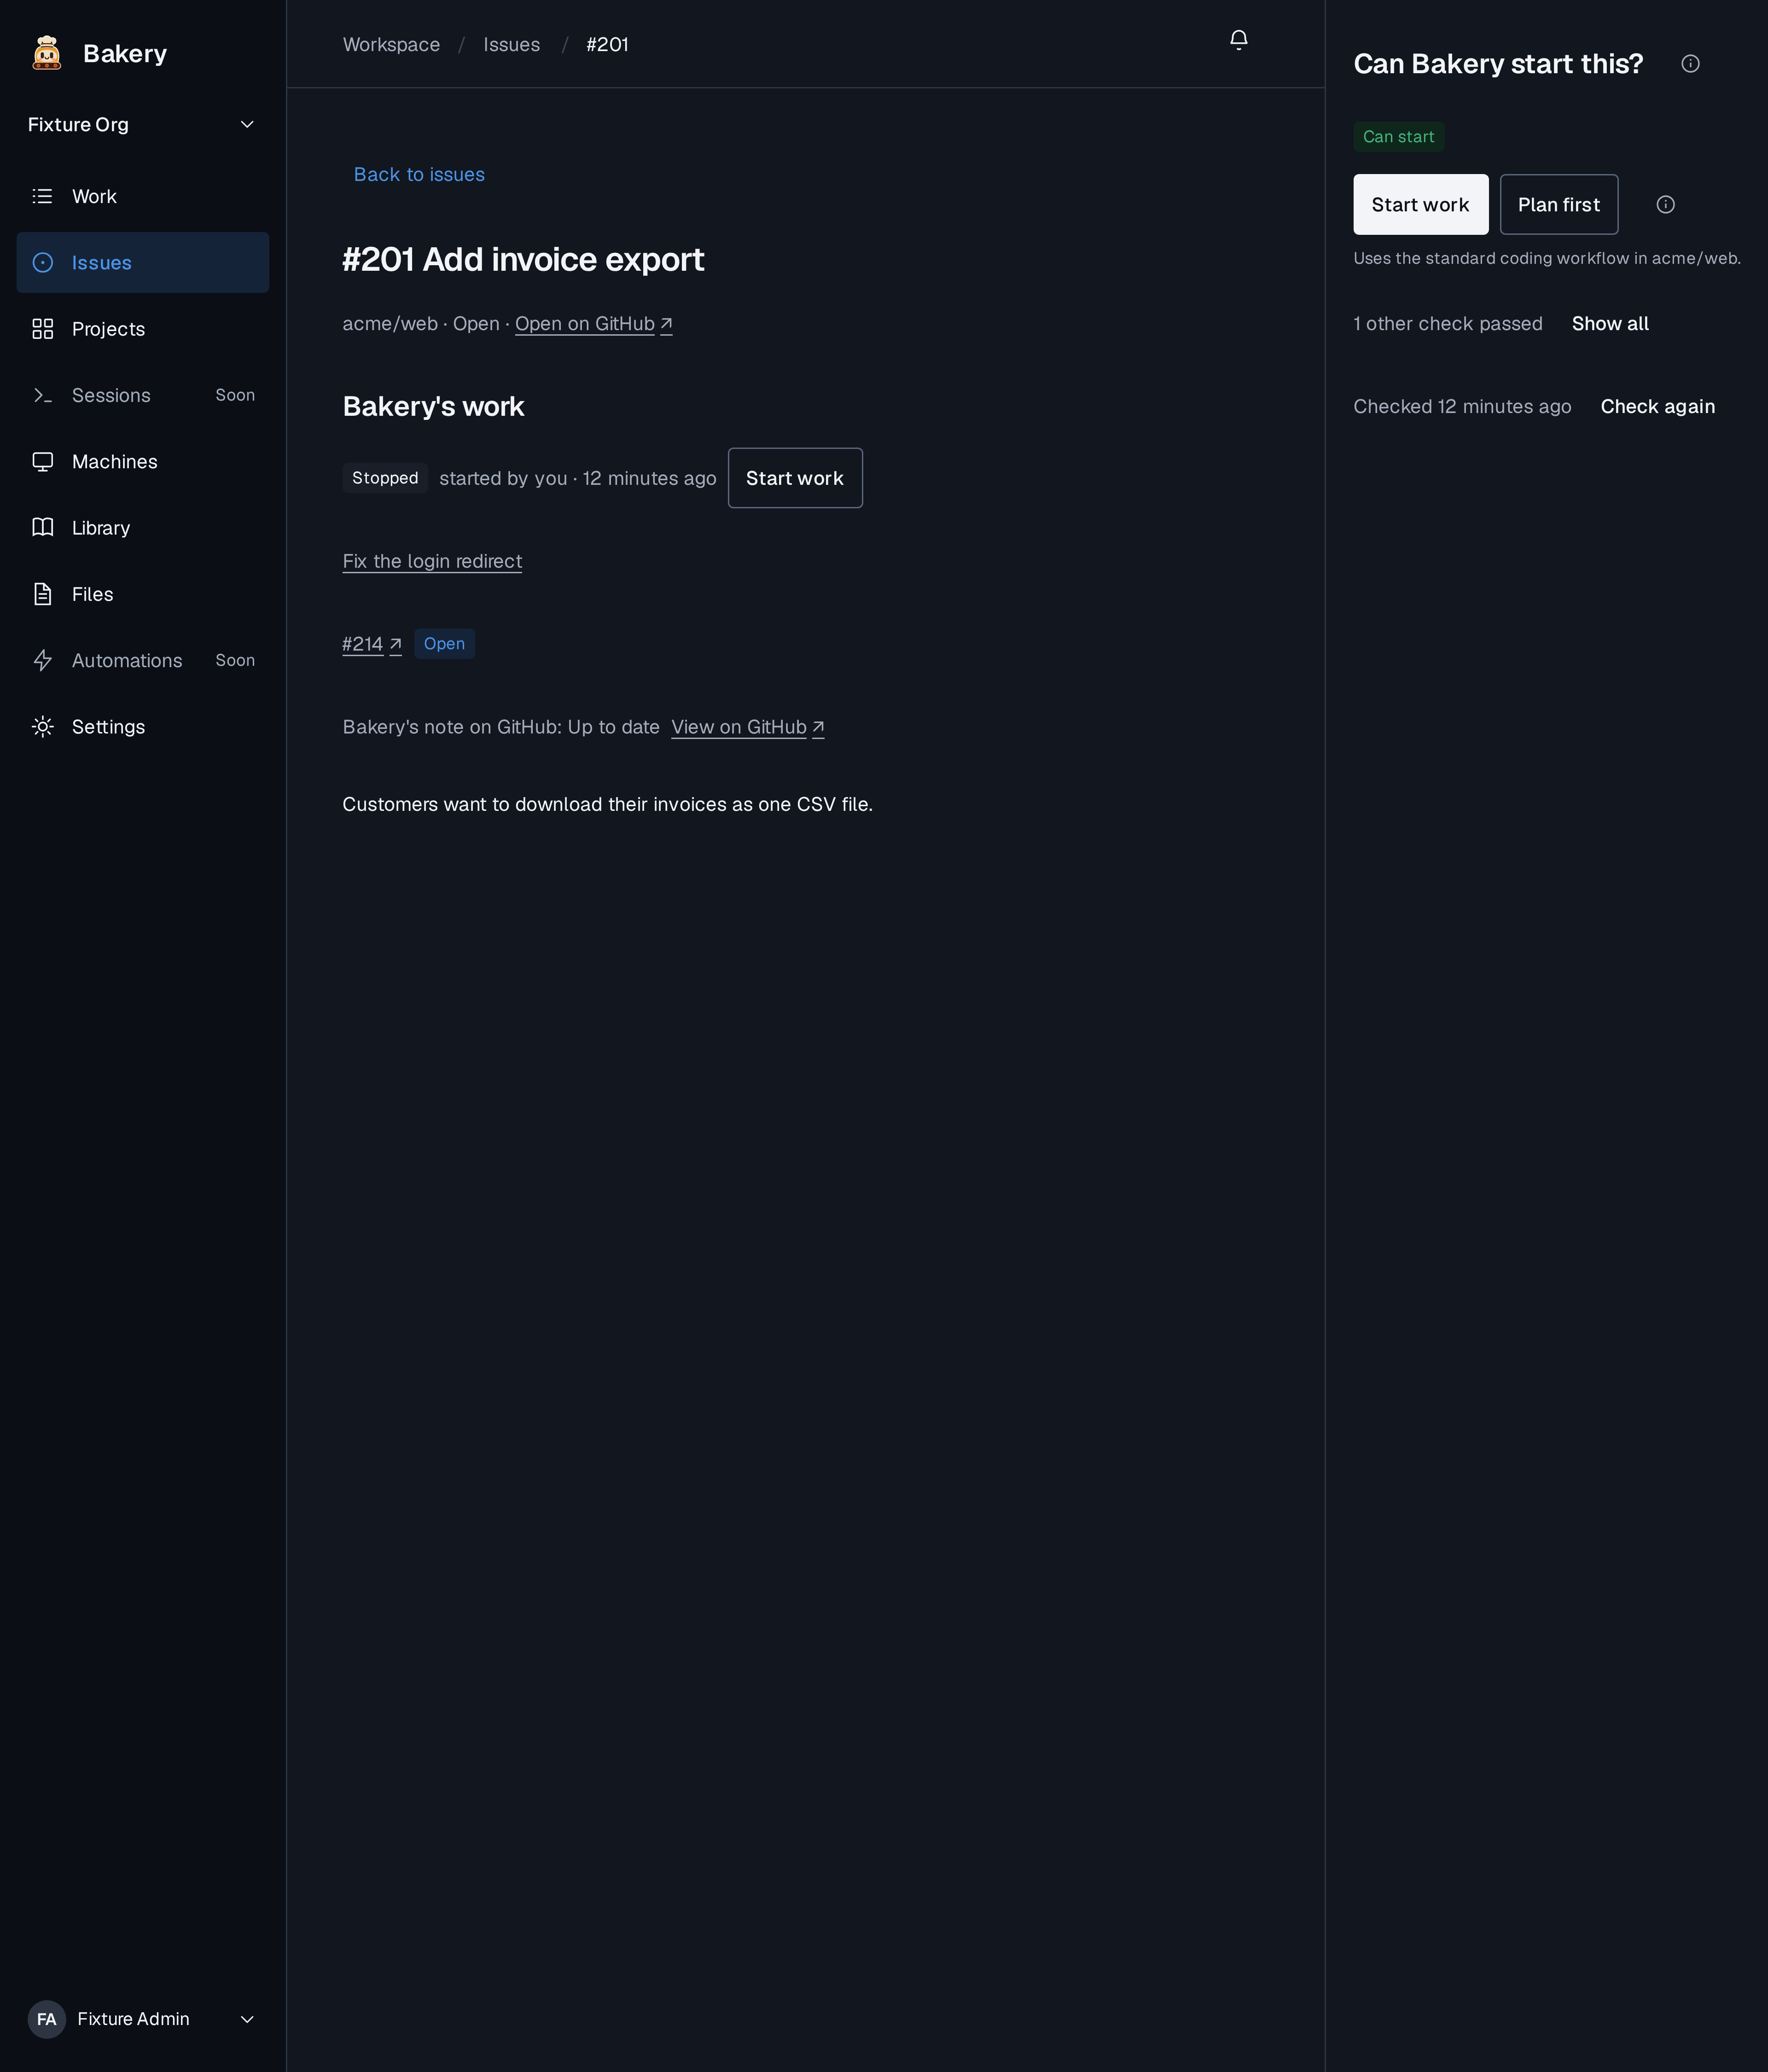 Bakery
Fixture Org
Work
Issues
Projects
Sessions Soon
Machines
Library
Files
Automations Soon
Settings
FA Fixture Admin
Workspace / Issues / #201
Back to issues
#201 Add invoice export
acme/web · Open · Open on GitHub ↗
Bakery's work
Stopped started by you · 12 minutes ago Start work
Fix the login redirect
#214 ↗ Open
Bakery's note on GitHub: Up to date View on GitHub ↗
Customers want to download their invoices as one CSV file.
Can Bakery start this?
Can start
Start work Plan first
Uses the standard coding workflow in acme/web.
1 other check passed Show all
Checked 12 minutes ago Check again